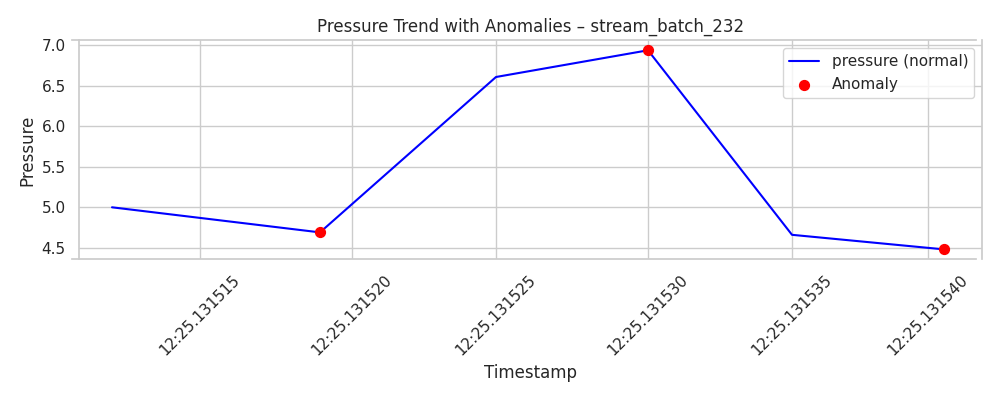 Pressure Trend with Anomalies – stream_batch_232
7.0
6.5
6.0
5.5
5.0
4.5
Pressure
pressure (normal)
Anomaly
12:25.131515
12:25.131520
12:25.131525
12:25.131530
12:25.131535
12:25.131540
Timestamp